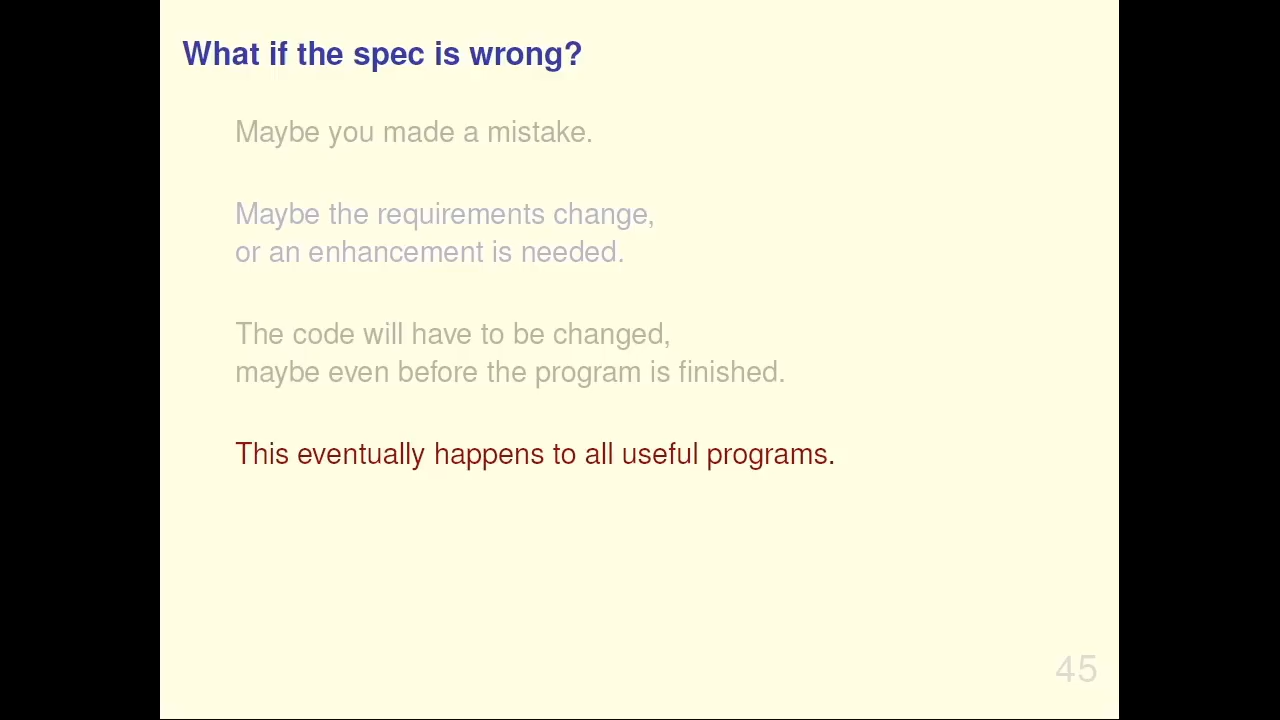 What if the spec is wrong?
Maybe you made a mistake.
Maybe the requirements change,
or an enhancement is needed.
The code will have to be changed,
maybe even before the program is finished.
This eventually happens to all useful programs.
45